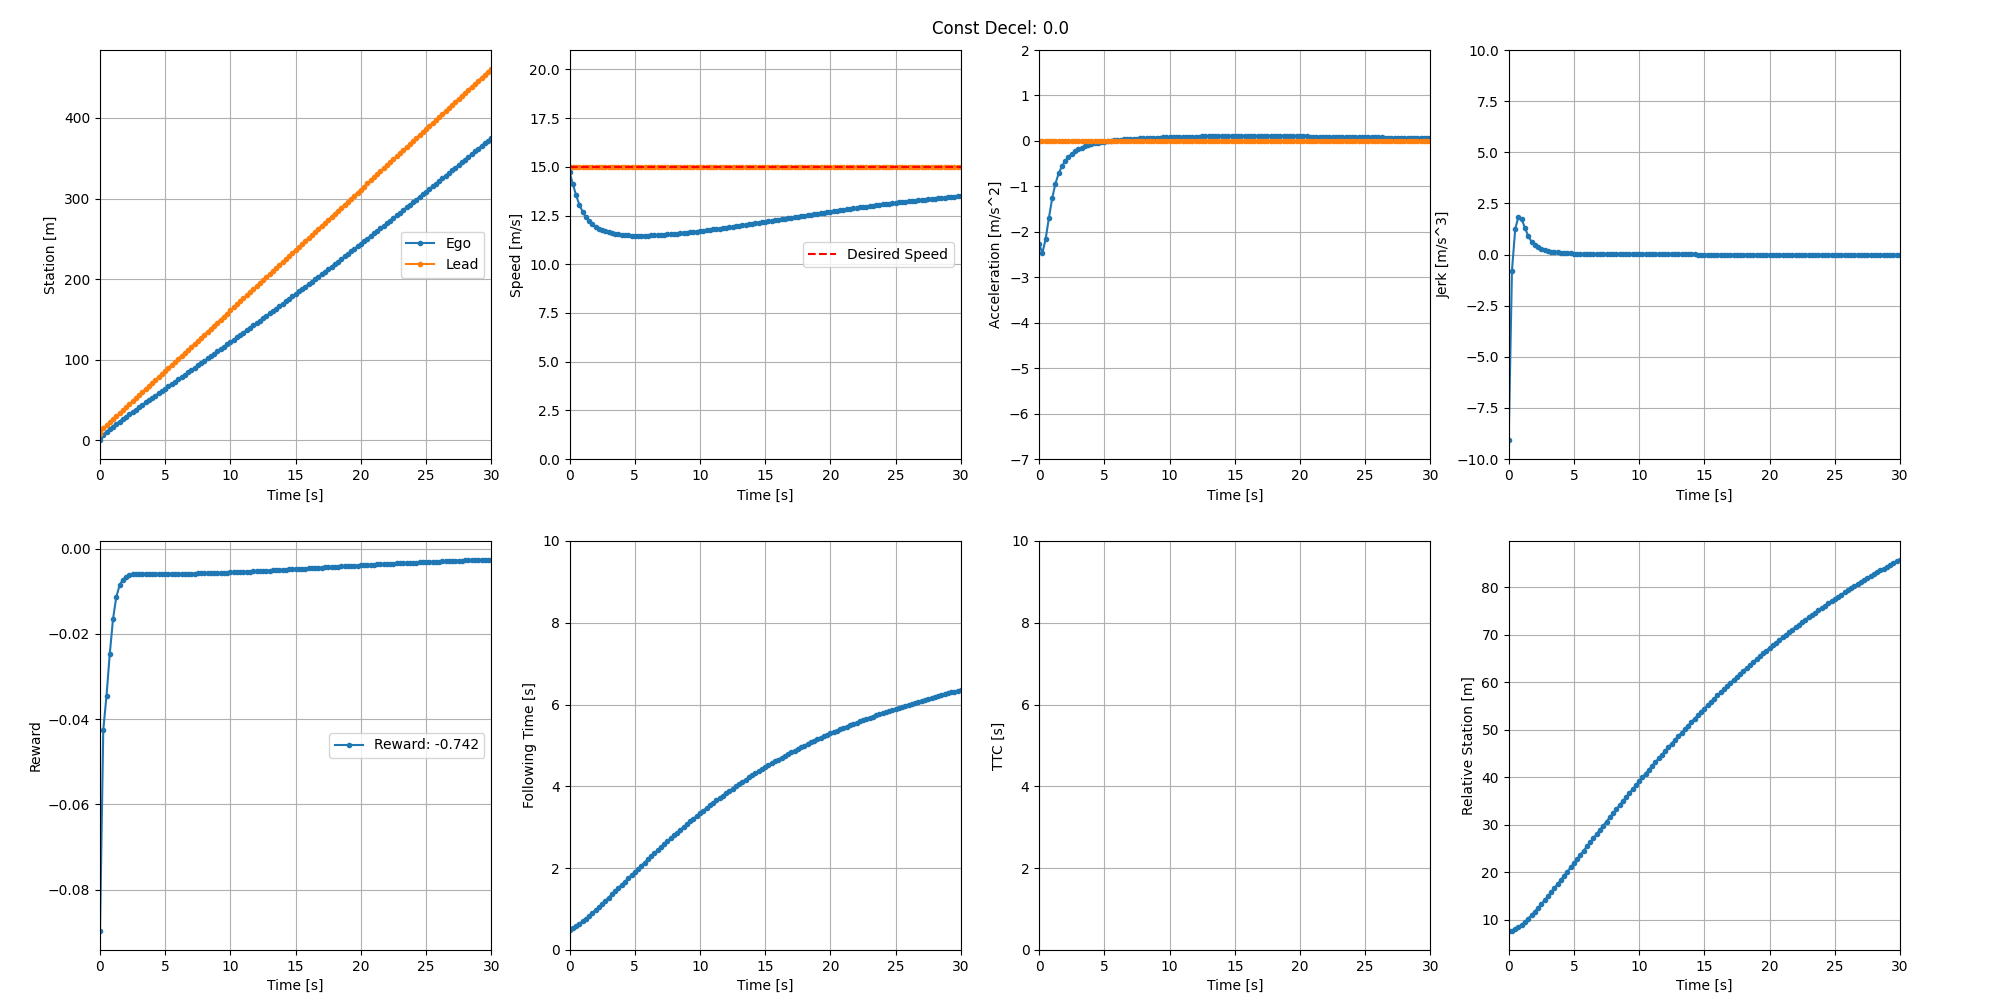 Const Decel: 0.0
Station [m]
400
300
200
100
0
Ego
Lead
0 5 10 15 20 25 30
Time [s]
Speed [m/s]
20.0
17.5
15.0
12.5
10.0
7.5
5.0
2.5
0.0
Desired Speed
0 5 10 15 20 25 30
Time [s]
Acceleration [m/s^2]
2
1
0
−1
−2
−3
−4
−5
−6
−7
0 5 10 15 20 25 30
Time [s]
Jerk [m/s^3]
10.0
7.5
5.0
2.5
0.0
−2.5
−5.0
−7.5
−10.0
0 5 10 15 20 25 30
Time [s]
Reward
0.00
−0.02
−0.04
−0.06
−0.08
Reward: -0.742
0 5 10 15 20 25 30
Time [s]
Following Time [s]
10
8
6
4
2
0
0 5 10 15 20 25 30
Time [s]
TTC [s]
10
8
6
4
2
0
0 5 10 15 20 25 30
Time [s]
Relative Station [m]
80
70
60
50
40
30
20
10
0 5 10 15 20 25 30
Time [s]